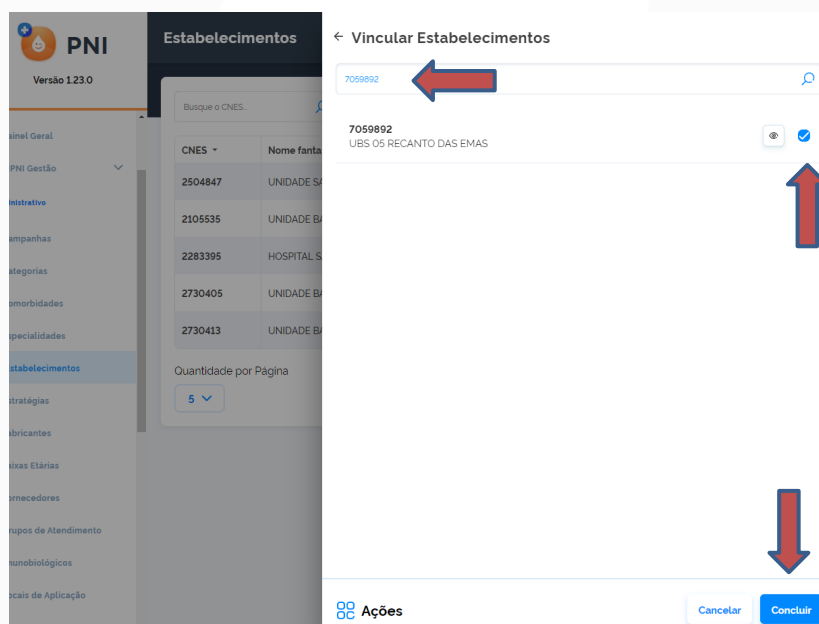 PNI
Versão 1.23.0
ainel Geral
PNI Gestão
inistrativo
ampanhas
ategorias
omorbidades
specialidades
stabelecimentos
stratégias
abricantes
aixas Etárias
ornecedores
rupos de Atendimento
munobiológicos
ocais de Aplicação
Estabelecimentos
Busque o CNES..
CNES Nome fanta
2504847 UNIDADE SA
2105535 UNIDADE BA
2283395 HOSPITAL S
2730405 UNIDADE BA
2730413 UNIDADE BA
Quantidade por Página
5
← Vincular Estabelecimentos
7059892
7059892
UBS 05 RECANTO DAS EMAS
Ações
Cancelar
Concluir